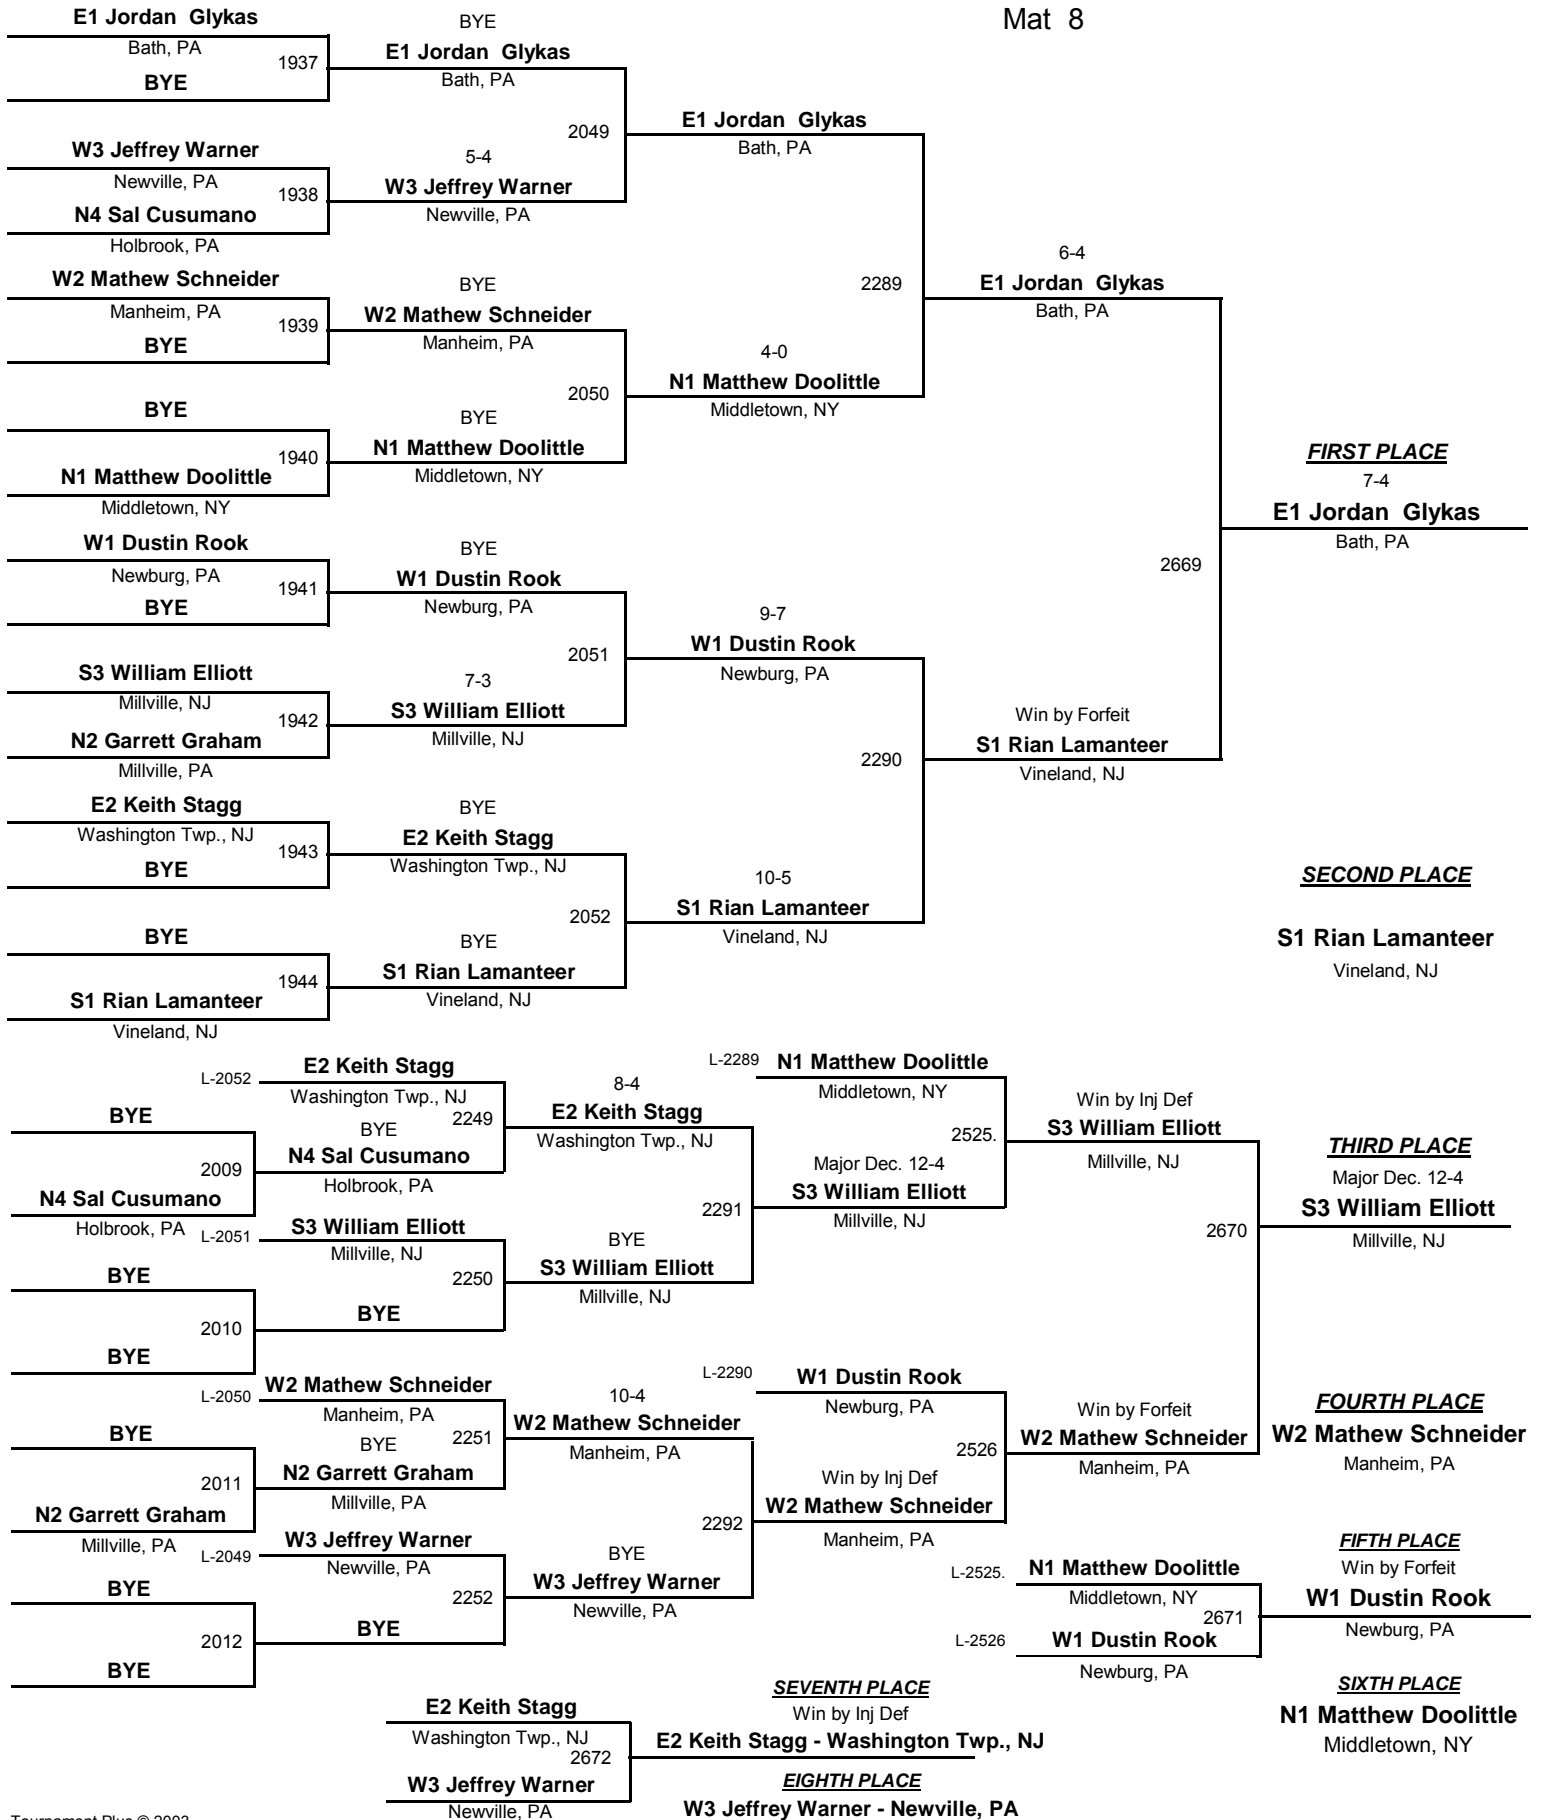 Mat 8
E1 Jordan Glykas
Bath, PA
1937
BYE
W3 Jeffrey Warner
Newville, PA
1938
N4 Sal Cusumano
Holbrook, PA
W2 Mathew Schneider
Manheim, PA
1939
BYE
BYE
1940
N1 Matthew Doolittle
Middletown, NY
W1 Dustin Rook
Newburg, PA
1941
BYE
S3 William Elliott
Millville, NJ
1942
N2 Garrett Graham
Millville, PA
E2 Keith Stagg
Washington Twp., NJ
1943
BYE
BYE
1944
S1 Rian Lamanteer
Vineland, NJ
BYE
E1 Jordan Glykas
Bath, PA
2049
5-4
W3 Jeffrey Warner
Newville, PA
BYE
W2 Mathew Schneider
Manheim, PA
2050
BYE
N1 Matthew Doolittle
Middletown, NY
BYE
W1 Dustin Rook
Newburg, PA
2051
7-3
S3 William Elliott
Millville, NJ
BYE
E2 Keith Stagg
Washington Twp., NJ
2052
BYE
S1 Rian Lamanteer
Vineland, NJ
E1 Jordan Glykas
Bath, PA
2289
4-0
N1 Matthew Doolittle
Middletown, NY
9-7
W1 Dustin Rook
Newburg, PA
2290
10-5
S1 Rian Lamanteer
Vineland, NJ
6-4
E1 Jordan Glykas
Bath, PA
2669
Win by Forfeit
S1 Rian Lamanteer
Vineland, NJ
FIRST PLACE
7-4
E1 Jordan Glykas
Bath, PA
SECOND PLACE
S1 Rian Lamanteer
Vineland, NJ
BYE
2009
N4 Sal Cusumano
Holbrook, PA
BYE
2010
BYE
BYE
2011
N2 Garrett Graham
Millville, PA
BYE
2012
BYE
L-2052
E2 Keith Stagg
Washington Twp., NJ
2249
BYE
N4 Sal Cusumano
Holbrook, PA
L-2051
S3 William Elliott
Millville, NJ
2250
BYE
L-2050
W2 Mathew Schneider
Manheim, PA
2251
BYE
N2 Garrett Graham
Millville, PA
L-2049
W3 Jeffrey Warner
Newville, PA
2252
BYE
8-4
E2 Keith Stagg
Washington Twp., NJ
2291
BYE
S3 William Elliott
Millville, NJ
10-4
W2 Mathew Schneider
Manheim, PA
2292
BYE
W3 Jeffrey Warner
Newville, PA
L-2289
N1 Matthew Doolittle
Middletown, NY
2525.
Major Dec. 12-4
S3 William Elliott
Millville, NJ
L-2290
W1 Dustin Rook
Newburg, PA
2526
Win by Inj Def
W2 Mathew Schneider
Manheim, PA
Win by Inj Def
S3 William Elliott
Millville, NJ
2670
Win by Forfeit
W2 Mathew Schneider
Manheim, PA
THIRD PLACE
Major Dec. 12-4
S3 William Elliott
Millville, NJ
FOURTH PLACE
W2 Mathew Schneider
Manheim, PA
L-2525.
N1 Matthew Doolittle
Middletown, NY
2671
L-2526
W1 Dustin Rook
Newburg, PA
FIFTH PLACE
Win by Forfeit
W1 Dustin Rook
Newburg, PA
SIXTH PLACE
N1 Matthew Doolittle
Middletown, NY
E2 Keith Stagg
Washington Twp., NJ
2672
W3 Jeffrey Warner
Newville, PA
SEVENTH PLACE
Win by Inj Def
E2 Keith Stagg - Washington Twp., NJ
EIGHTH PLACE
W3 Jeffrey Warner - Newville, PA
Tournament Plus © 2003